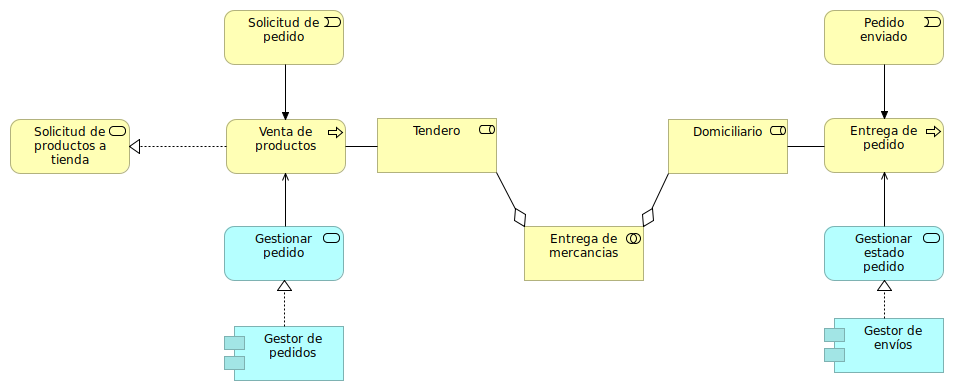 Solicitud de
pedido
Pedido
enviado
Solicitud de
productos a
tienda
Venta de
productos
Tendero
Domiciliario
Entrega de
pedido
Gestionar
pedido
Entrega de
mercancias
Gestionar
estado
pedido
Gestor de
pedidos
Gestor de
envíos